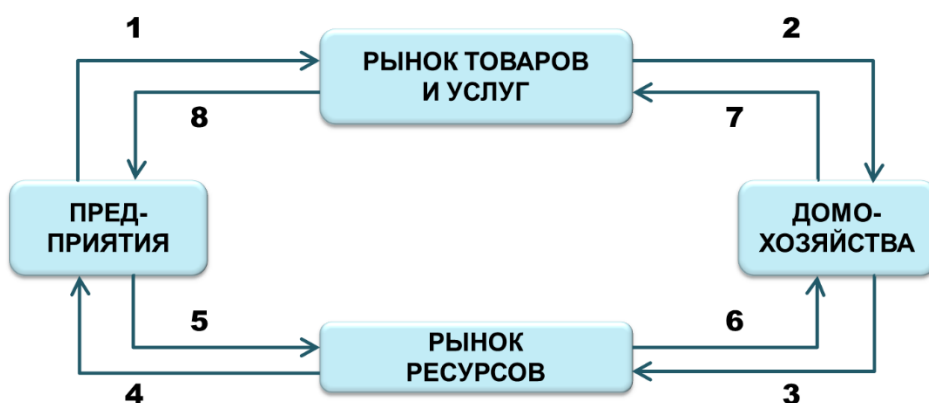 1
2
РЫНОК ТОВАРОВ
И УСЛУГ
8
7
ПРЕД-
ПРИЯТИЯ
ДОМО-
ХОЗЯЙСТВА
5
6
РЫНОК
РЕСУРСОВ
4
3